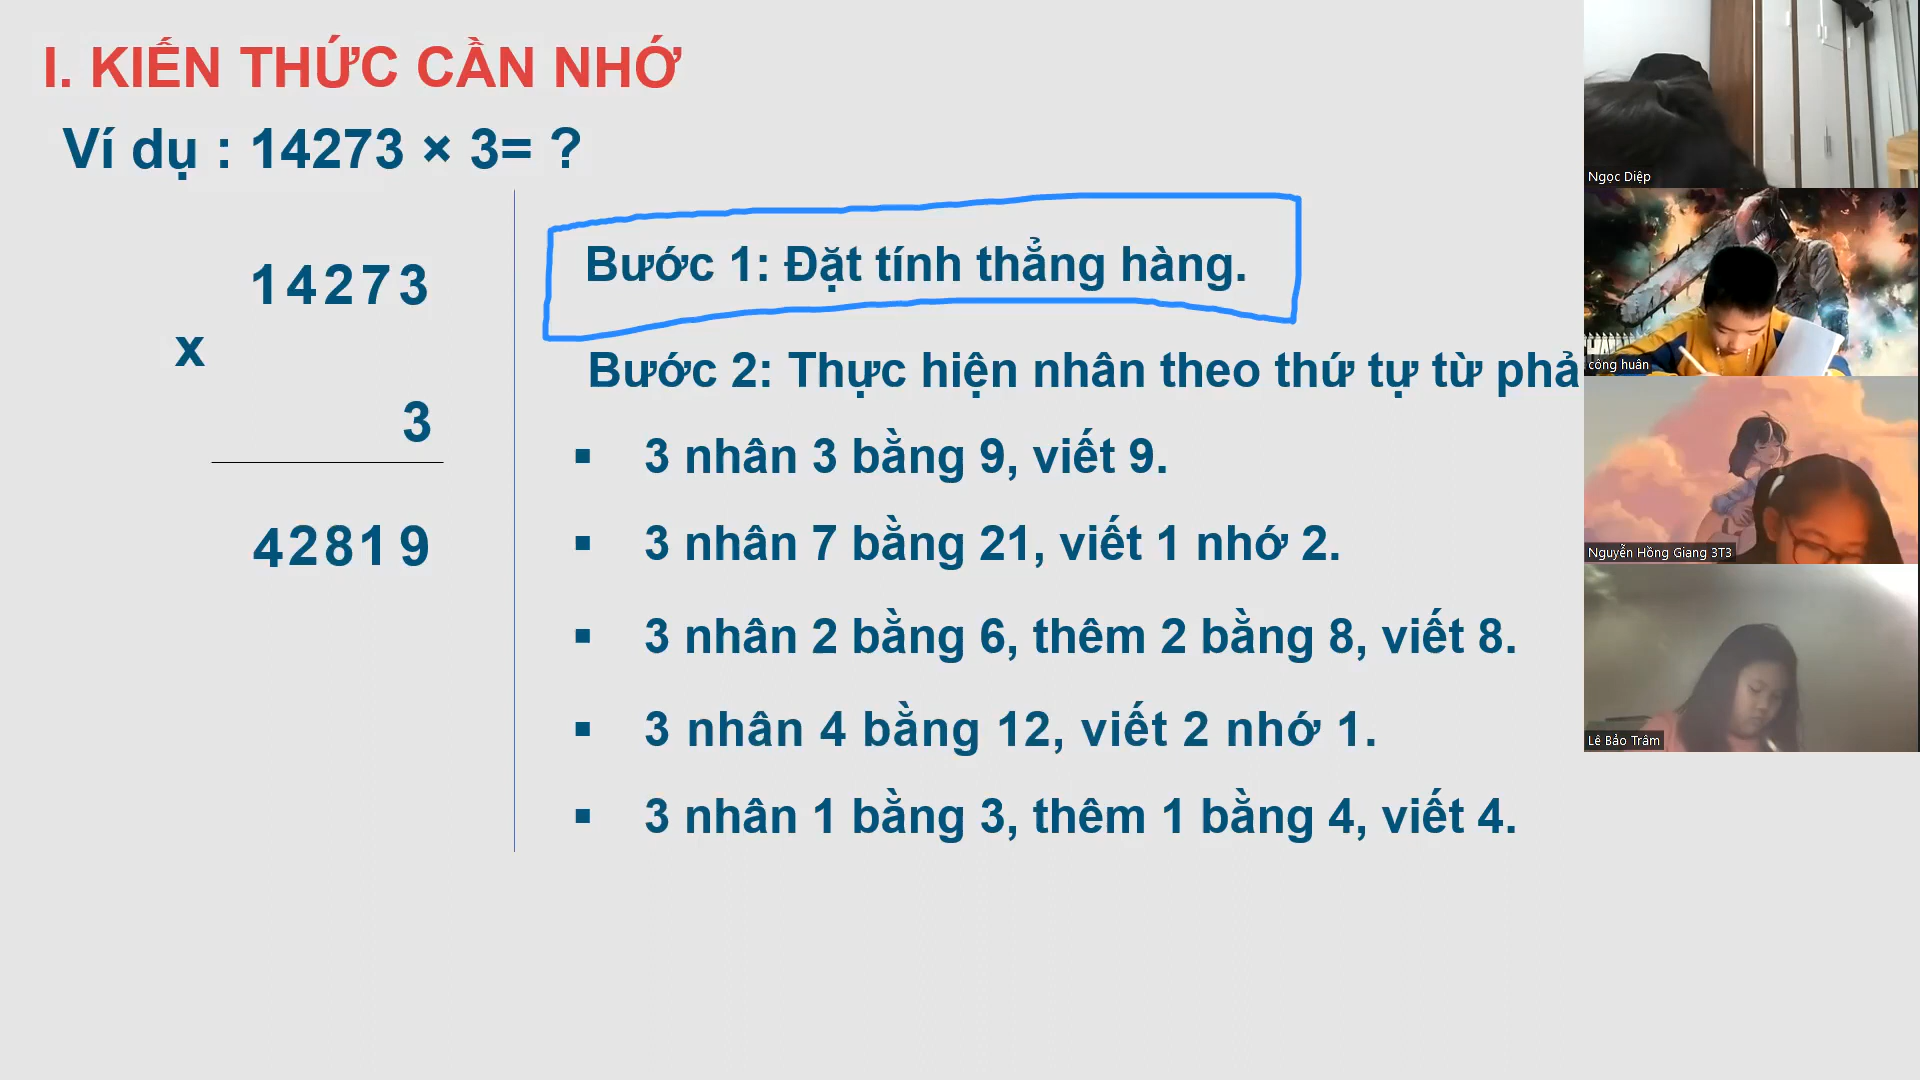 I. KIẾN THỨC CẦN NHỚ
Ví dụ : 14273 × 3= ?
14273
x
3
42819
Bước 1: Đặt tính thẳng hàng.
Bước 2: Thực hiện nhân theo thứ tự từ phả
▪ 3 nhân 3 bằng 9, viết 9.
▪ 3 nhân 7 bằng 21, viết 1 nhớ 2.
▪ 3 nhân 2 bằng 6, thêm 2 bằng 8, viết 8.
▪ 3 nhân 4 bằng 12, viết 2 nhớ 1.
▪ 3 nhân 1 bằng 3, thêm 1 bằng 4, viết 4.
Ngọc Diệp
công huân
Nguyễn Hồng Giang 3T3
Lê Bảo Trâm